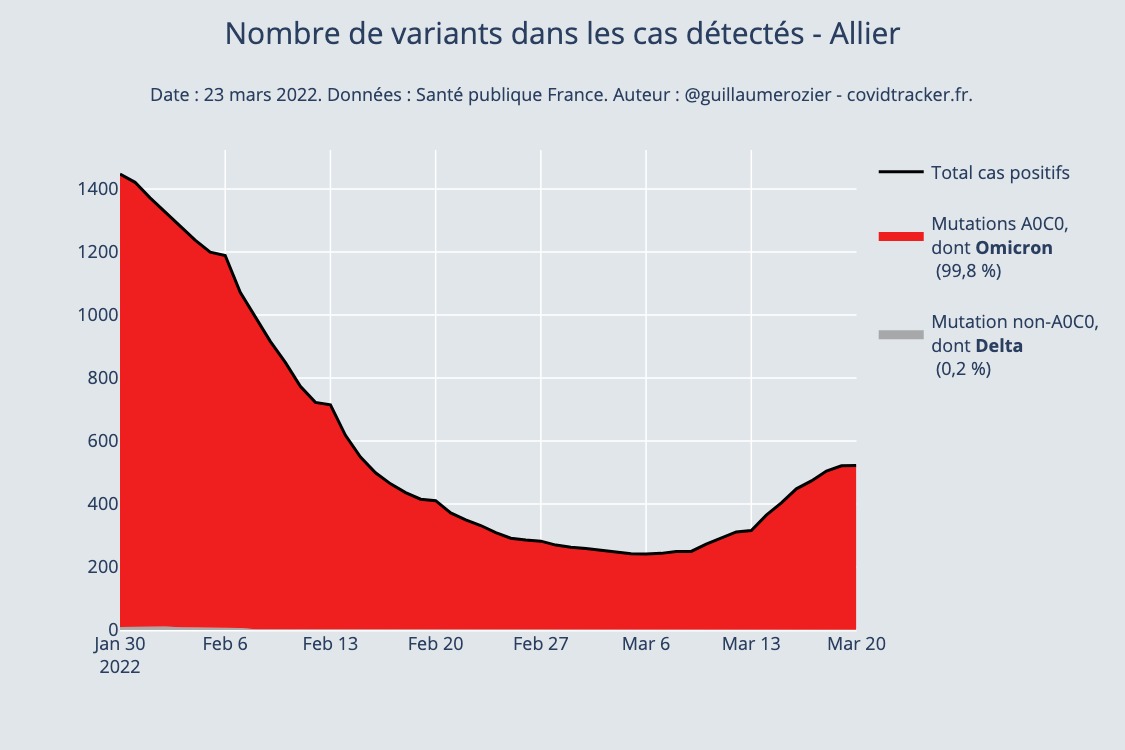 Nombre de variants dans les cas détectés - Allier
Date : 23 mars 2022. Données : Santé publique France. Auteur : @guillaumerozier - covidtracker.fr.
Total cas positifs
Mutations A0C0,
dont Omicron
(99,8 %)
Mutation non-A0C0,
dont Delta
(0,2 %)
1400
1200
1000
800
600
400
200
0
Jan 30 Feb 6 Feb 13 Feb 20 Feb 27 Mar 6 Mar 13 Mar 20
2022